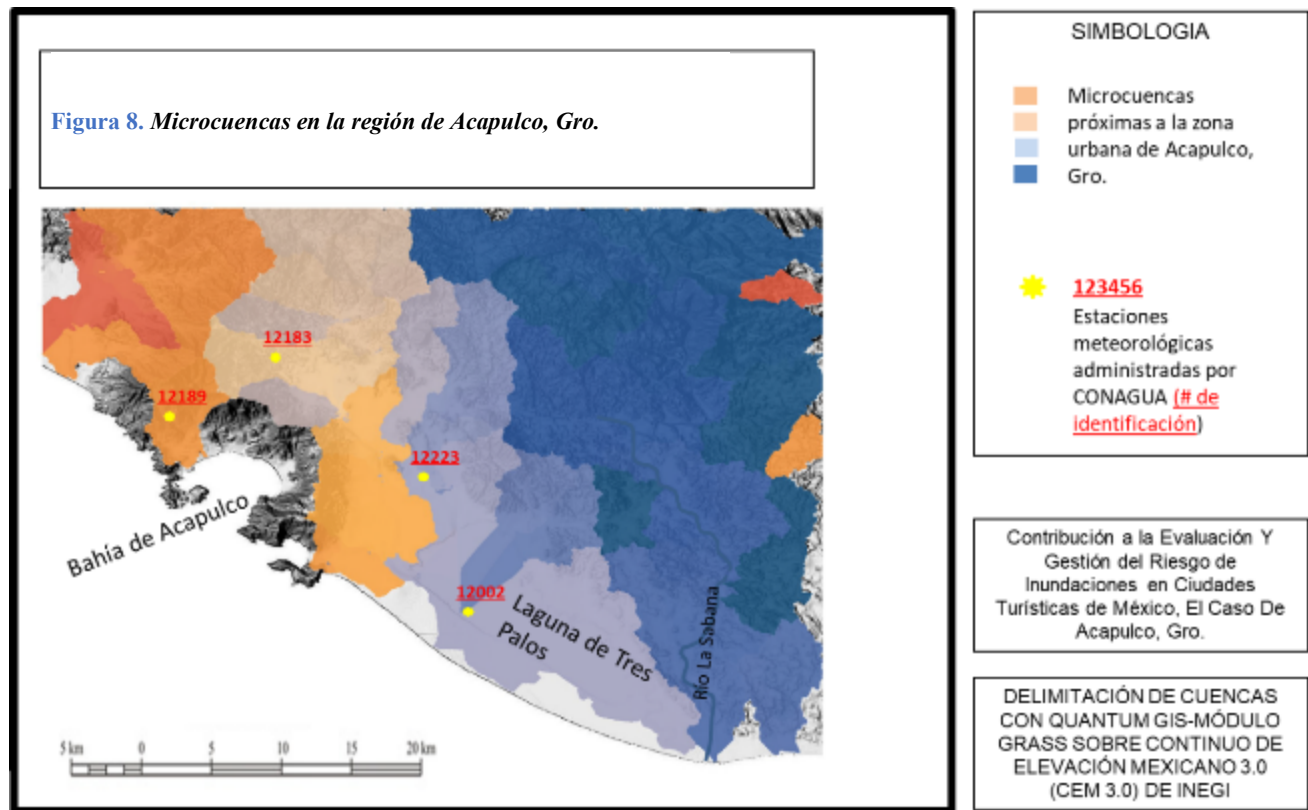 Figura 8. Microcuencas en la región de Acapulco, Gro.
12183
12189
12223
12002
Bahía de Acapulco
Laguna de Tres
Palos
Río La Sabana
5 km 0 5 10 15 20 km
SIMBOLOGIA
Microcuencas
próximas a la zona
urbana de Acapulco,
Gro.
123456
Estaciones
meteorológicas
administradas por
CONAGUA (# de
identificación)
Contribución a la Evaluación Y
Gestión del Riesgo de
Inundaciones en Ciudades
Turísticas de México, El Caso De
Acapulco, Gro.
DELIMITACIÓN DE CUENCAS
CON QUANTUM GIS-MÓDULO
GRASS SOBRE CONTINUO DE
ELEVACIÓN MEXICANO 3.0
(CEM 3.0) DE INEGI